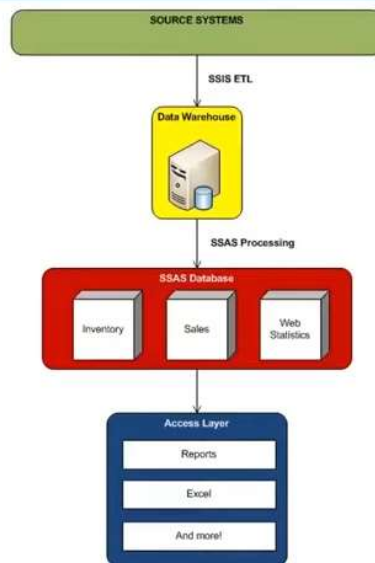 SOURCE SYSTEMS
SSIS ETL
Data Warehouse
SSAS Processing
SSAS Database
Inventory
Sales
Web
Statistics
Access Layer
Reports
Excel
And more!